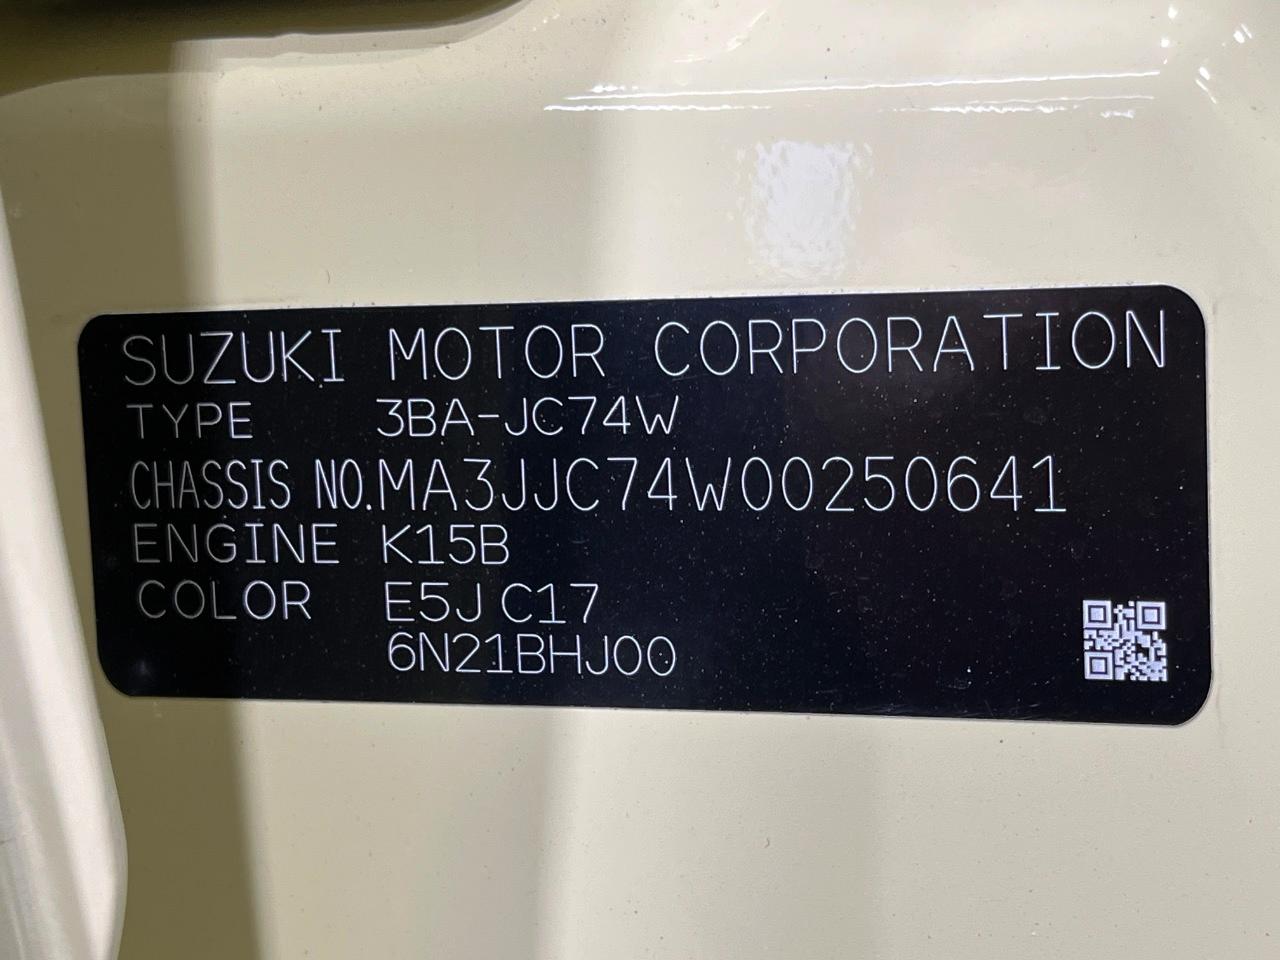 SUZUKI MOTOR CORPORATION
TYPE 3BA-JC74W
CHASSIS NO.MA3JJC74W00250641
ENGINE K15B
COLOR E5J C17
6N21BHJ00